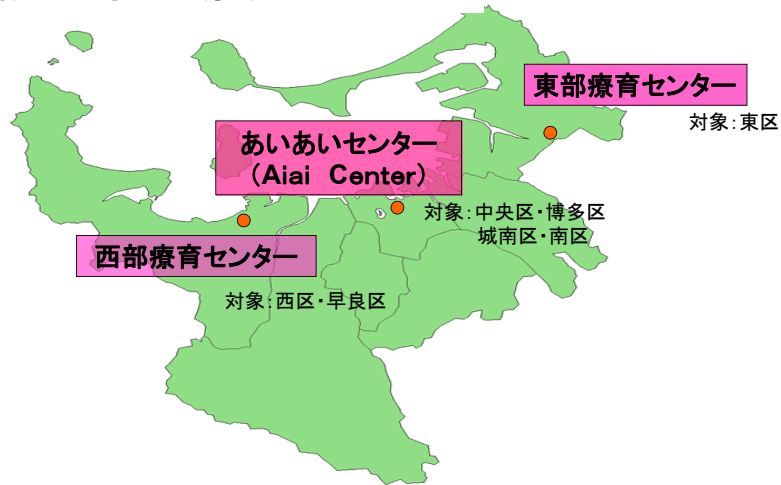 東部療育センター
対象：東区
あいあいセンター
（Aiai　Center）
対象：中央区・博多区
城南区・南区
西部療育センター
対象：西区・早良区